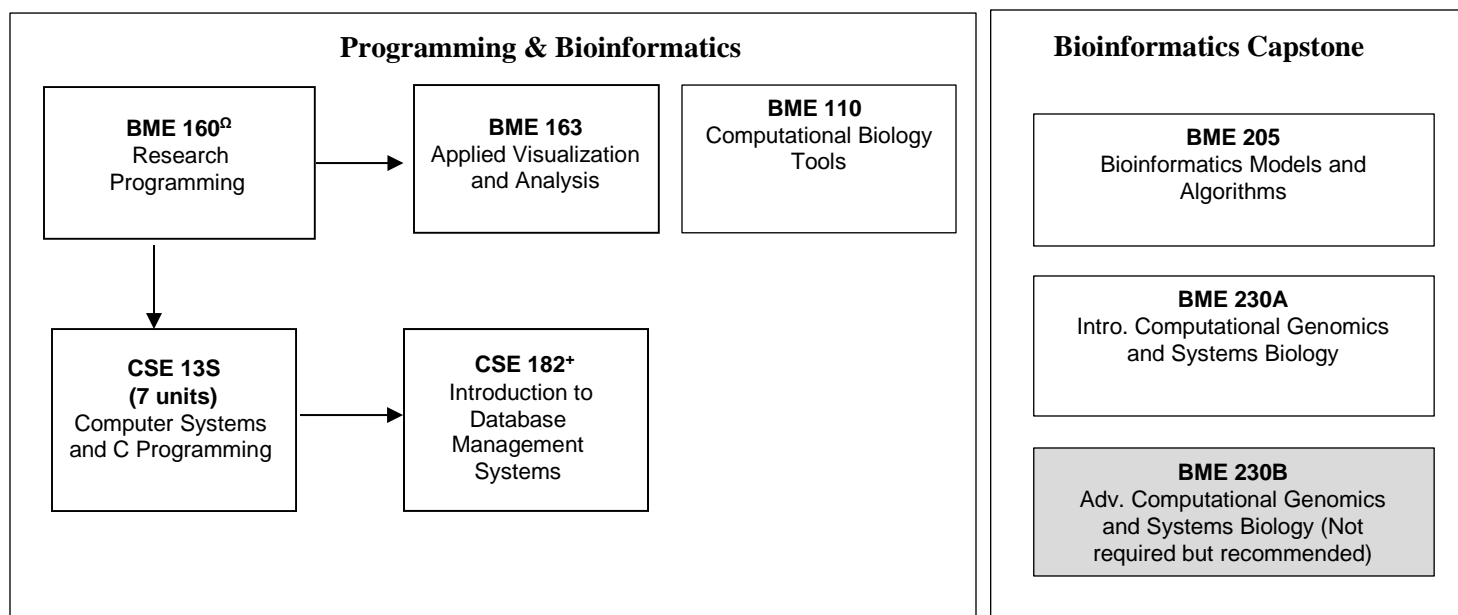 Programming & Bioinformatics
BME 160Ω
Research
Programming
BME 163
Applied Visualization
and Analysis
BME 110
Computational Biology
Tools
CSE 13S
(7 units)
Computer Systems
and C Programming
CSE 182+
Introduction to
Database
Management
Systems
Bioinformatics Capstone
BME 205
Bioinformatics Models and
Algorithms
BME 230A
Intro. Computational Genomics
and Systems Biology
BME 230B
Adv. Computational Genomics
and Systems Biology (Not
required but recommended)